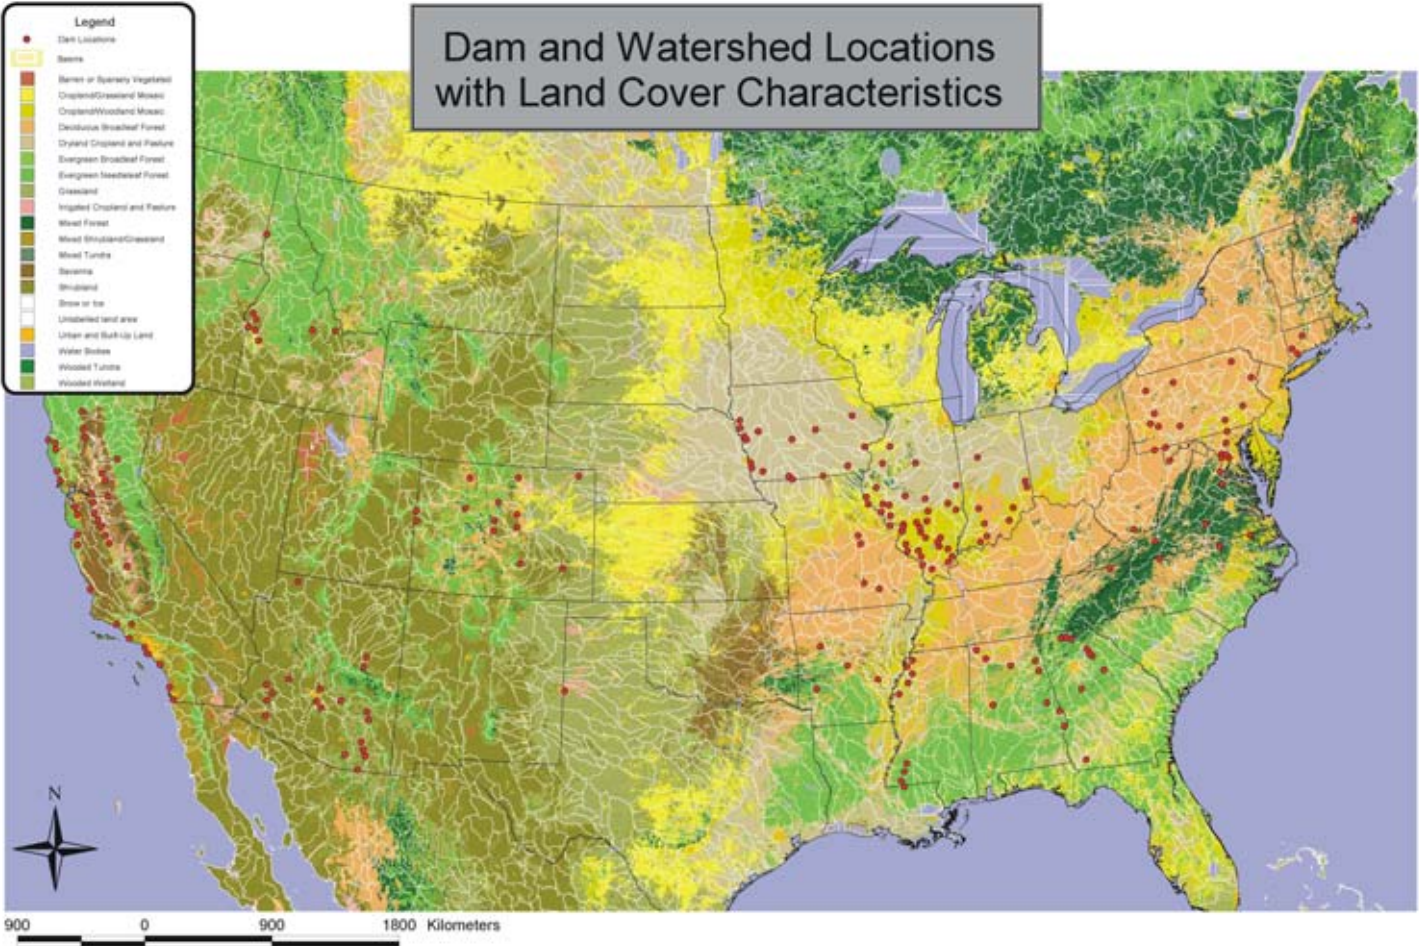 Dam and Watershed Locations
with Land Cover Characteristics
Legend
Dam Locations
Basins
Barren or Sparsely Vegetated
Cropland/Grassland Mosaic
Cropland/Woodland Mosaic
Deciduous Broadleaf Forest
Dryland Cropland and Pasture
Evergreen Broadleaf Forest
Evergreen Needleleaf Forest
Grassland
Irrigated Cropland and Pasture
Mixed Forest
Mixed Shrubland/Grassland
Mixed Tundra
Savanna
Shrubland
Snow or Ice
Unlabelled land area
Urban and Built-Up Land
Water Bodies
Wooded Tundra
Wooded Wetland
N
900 0 900 1800 Kilometers